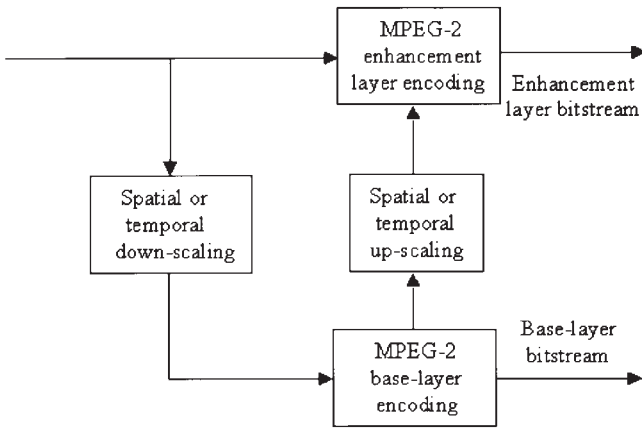 MPEG-2
enhancement
layer encoding
Enhancement
layer bitstream
Spatial or
temporal
down-scaling
Spatial or
temporal
up-scaling
MPEG-2
base-layer
encoding
Base-layer
bitstream